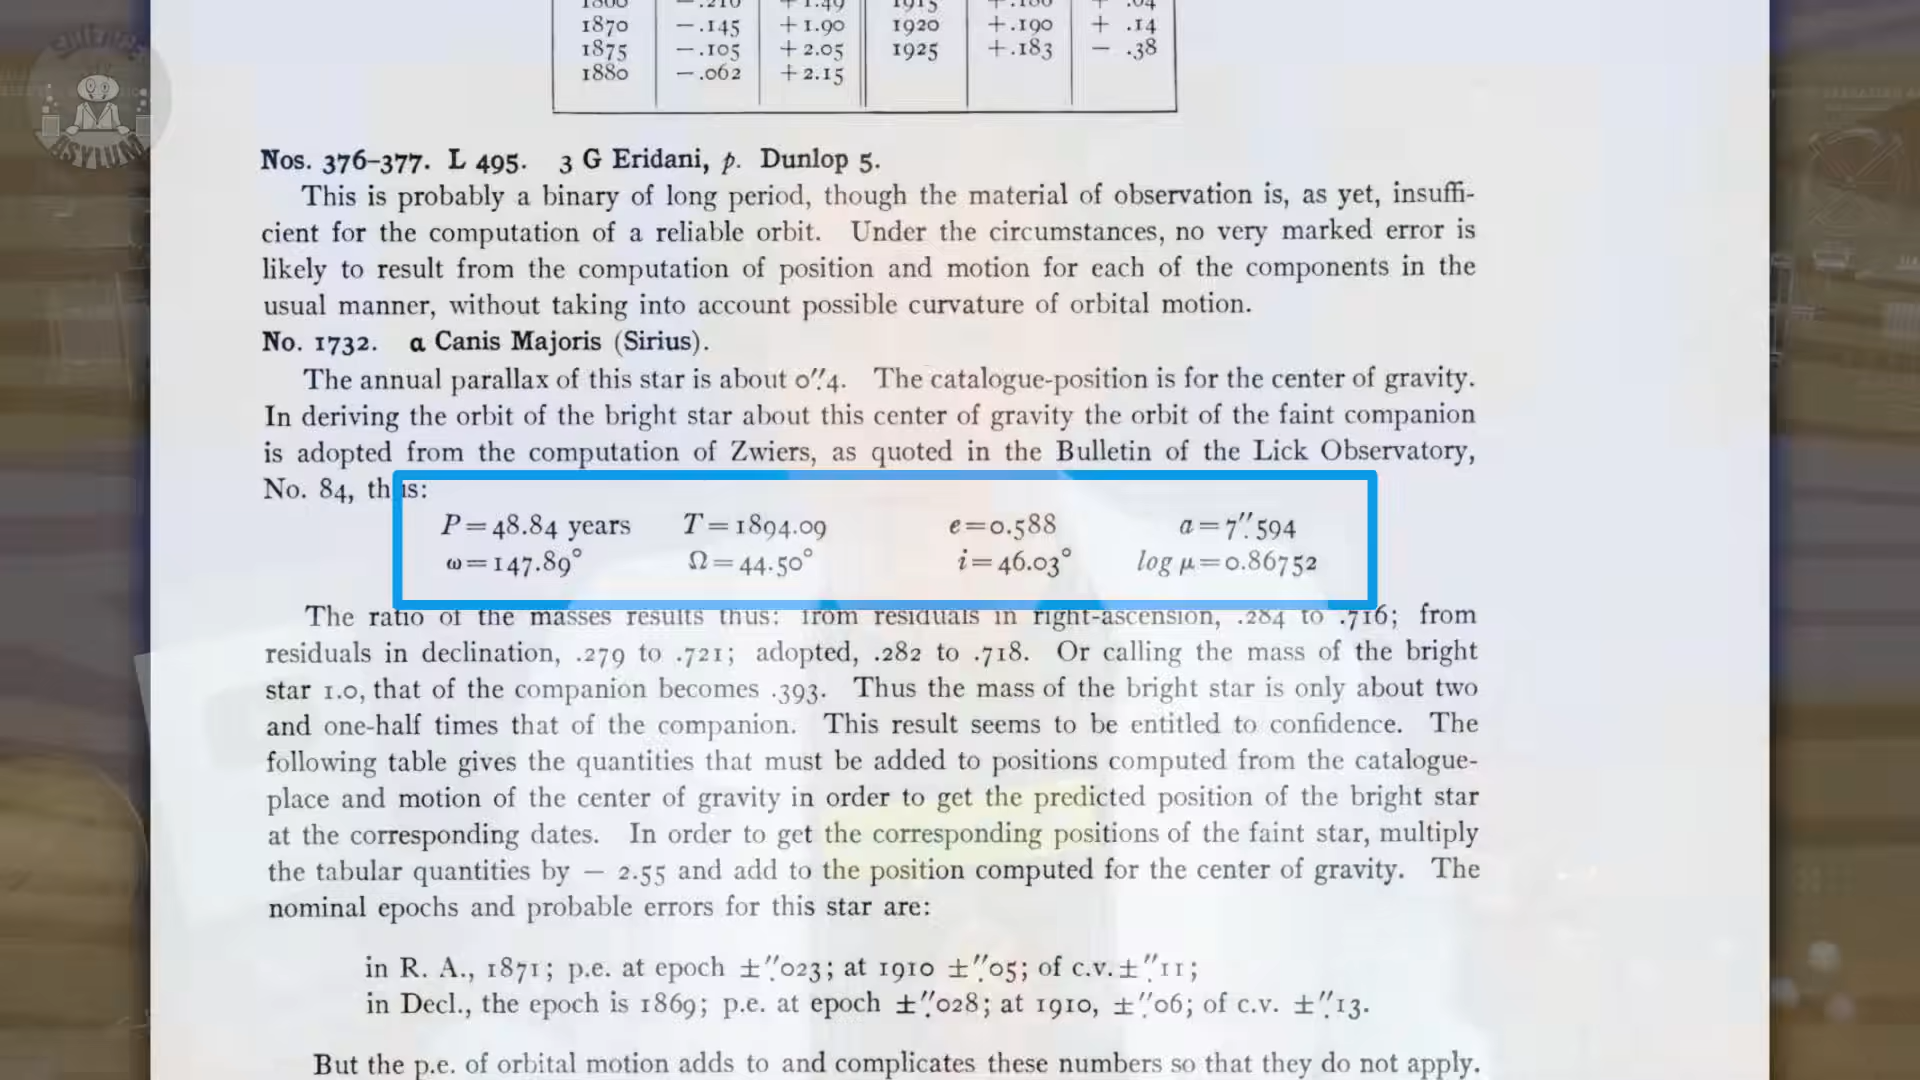 SCIENCE
ASYLUM
1870 −.145 +1.90 1920 +.190 + .14
1875 −.105 +2.05 1925 +.183 − .38
1880 −.062 +2.15
Nos. 376–377. L 495. 3 G Eridani, p. Dunlop 5.
This is probably a binary of long period, though the material of observation is, as yet, insuffi-
cient for the computation of a reliable orbit. Under the circumstances, no very marked error is
likely to result from the computation of position and motion for each of the components in the
usual manner, without taking into account possible curvature of orbital motion.
No. 1732. α Canis Majoris (Sirius).
The annual parallax of this star is about 0″.4. The catalogue-position is for the center of gravity.
In deriving the orbit of the bright star about this center of gravity the orbit of the faint companion
is adopted from the computation of Zwiers, as quoted in the Bulletin of the Lick Observatory,
No. 84, thus:
P=48.84 years T=1894.09 e=0.588 a=7″.594
ω=147.89° Ω=44.50° i=46.03° log μ=0.86752
The ratio of the masses results thus: from residuals in right-ascension, .284 to .716; from
residuals in declination, .279 to .721; adopted, .282 to .718. Or calling the mass of the bright
star 1.0, that of the companion becomes .393. Thus the mass of the bright star is only about two
and one-half times that of the companion. This result seems to be entitled to confidence. The
following table gives the quantities that must be added to positions computed from the catalogue-
place and motion of the center of gravity in order to get the predicted position of the bright star
at the corresponding dates. In order to get the corresponding positions of the faint star, multiply
the tabular quantities by − 2.55 and add to the position computed for the center of gravity. The
nominal epochs and probable errors for this star are:
in R. A., 1871; p.e. at epoch ±″.023; at 1910 ±″.05; of c.v. ±″.11;
in Decl., the epoch is 1869; p.e. at epoch ±″.028; at 1910, ±″.06; of c.v. ±″.13.
But the p.e. of orbital motion adds to and complicates these numbers so that they do not apply.